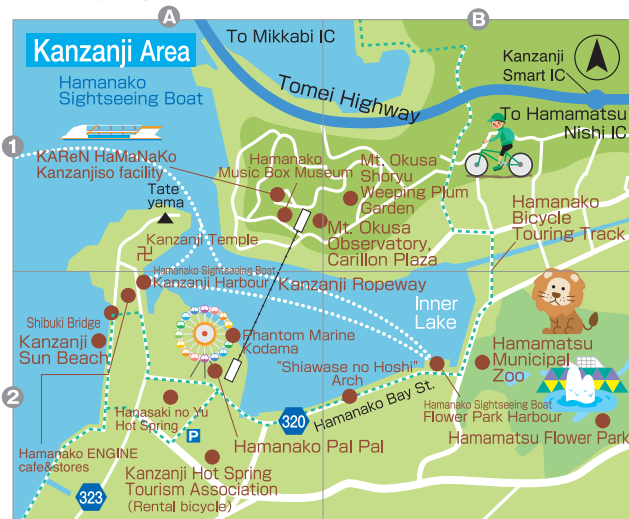 A
B
Kanzanji Area
To Mikkabi IC
Kanzanji
Smart IC
Hamanako
Sightseeing Boat
Tomei Highway
To Hamamatsu
Nishi IC
1
KAReN HaMaNaKo
Kanzanjiso facility
Hamanako
Music Box Museum
Mt. Okusa
Shoryu
Weeping Plum
Garden
Tate
yama
Hamanako
Bicycle
Touring Track
Mt. Okusa
Observatory,
Carillon Plaza
Kanzanji Temple
卍
Hamanako Sightseeing Boat
Kanzanji Harbour
Kanzanji Ropeway
Inner
Lake
Shibuki Bridge
Kanzanji
Sun Beach
Phantom Marine
Kodama
Hamamatsu
Municipal
Zoo
"Shiawase no Hoshi"
Arch
2
Hanasaki no Yu
Hot Spring
Hamanako Bay St.
Hamanako Sightseeing Boat
Flower Park Harbour
320
P
Hamanako Pal Pal
Hamamatsu Flower Park
Hamanako ENGINE
cafe&stores
Kanzanji Hot Spring
Tourism Association
(Rental bicycle)
323